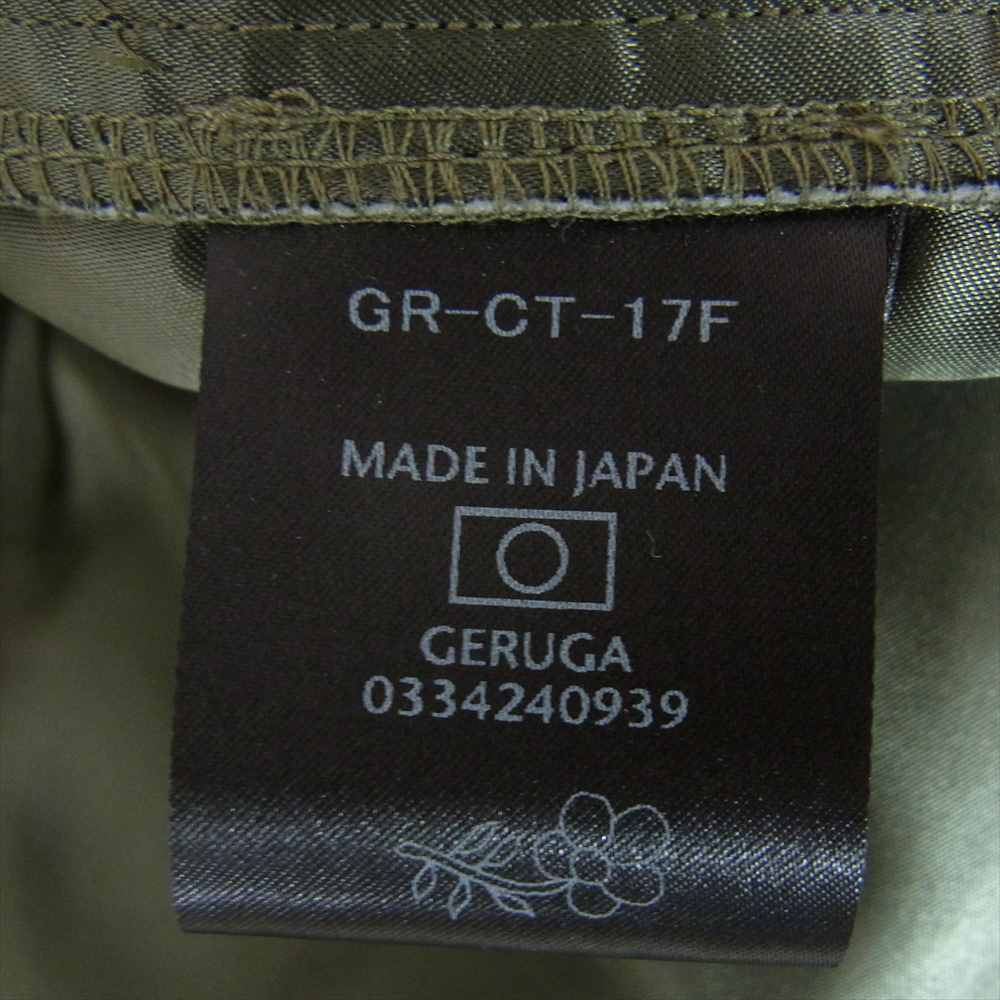 GR-CT-17F
MADE IN JAPAN
GERUGA
0334240939